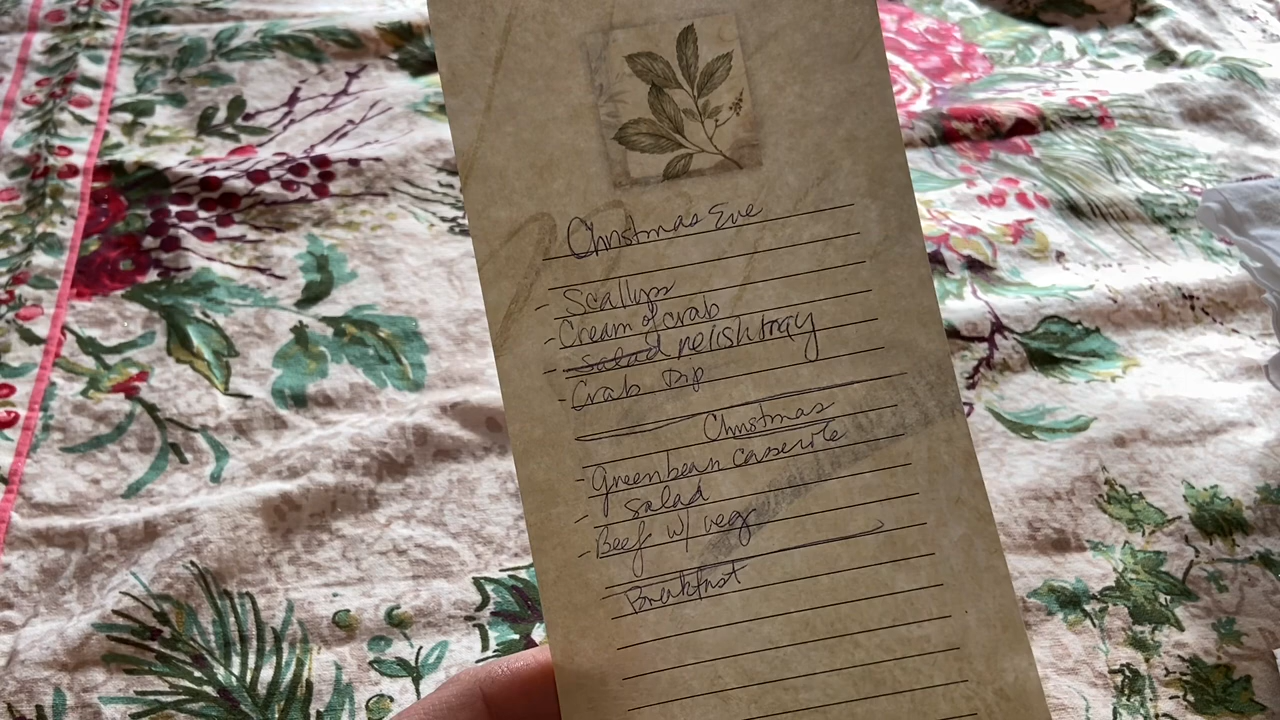 Christmas Eve
- Scallops
- Cream of crab
- Salad relish tray
- Crab Dip
Christmas
- Greenbean casserole
- Salad
- Beef w/ veg
Breakfast